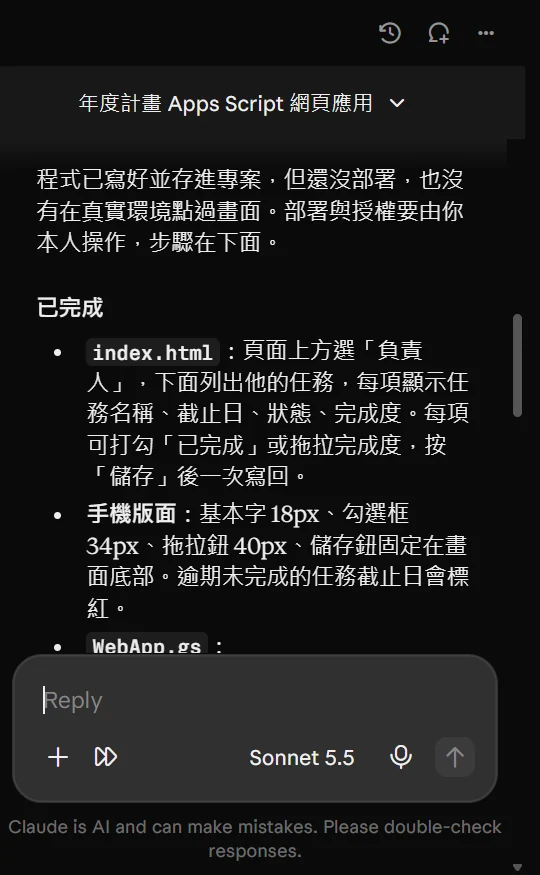 年度計畫 Apps Script 網頁應用
程式已寫好並存進專案，但還沒部署，也沒
有在真實環境點過畫面。部署與授權要由你
本人操作，步驟在下面。
已完成
index.html：頁面上方選「負責
人」，下面列出他的任務，每項顯示任
務名稱、截止日、狀態、完成度。每項
可打勾「已完成」或拖拉完成度，按
「儲存」後一次寫回。
手機版面：基本字 18px、勾選框
34px、拖拉鈕 40px、儲存鈕固定在畫
面底部。逾期未完成的任務截止日會標
紅。
WebApp.gs：
Reply
Sonnet 5.5
Claude is AI and can make mistakes. Please double-check
responses.